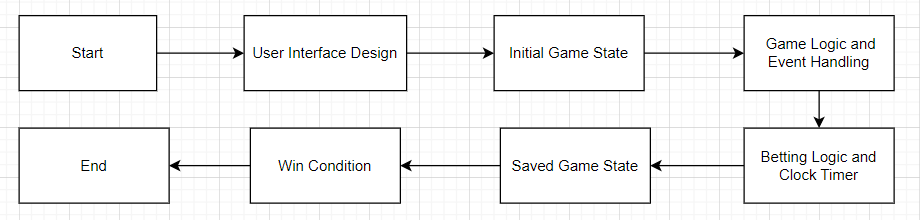 Start
User Interface Design
Initial Game State
Game Logic and
Event Handling
Betting Logic and
Clock Timer
Saved Game State
Win Condition
End